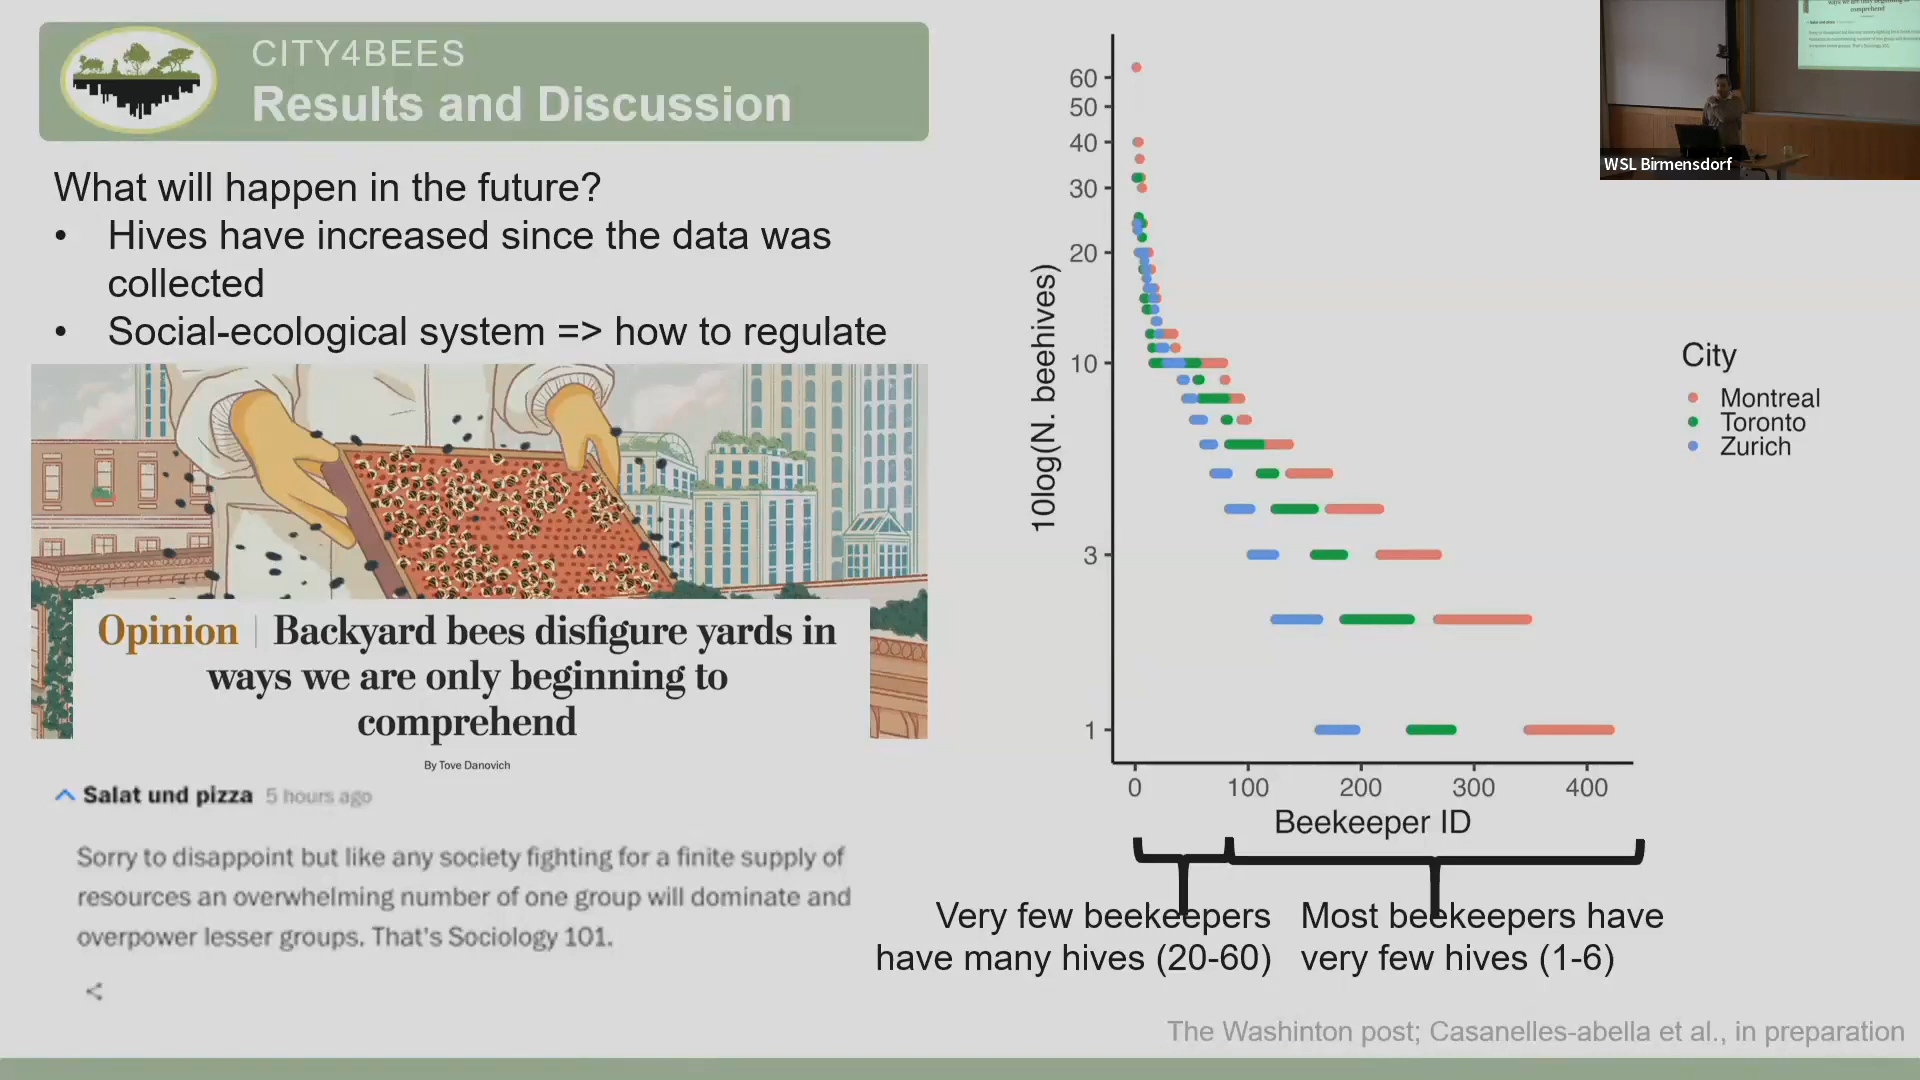 CITY4BEES
Results and Discussion
What will happen in the future?
• Hives have increased since the data was
collected
• Social-ecological system => how to regulate
Opinion | Backyard bees disfigure yards in
ways we are only beginning to
comprehend
By Tove Danovich
Salat und pizza 5 hours ago
Sorry to disappoint but like any society fighting for a finite supply of
resources an overwhelming number of one group will dominate and
overpower lesser groups. That's Sociology 101.
10log(N. beehives)
60
50
40
30
20
10
3
1
0 100 200 300 400
Beekeeper ID
City
Montreal
Toronto
Zurich
Very few beekeepers
have many hives (20-60)
Most beekeepers have
very few hives (1-6)
The Washinton post; Casanelles-abella et al., in preparation
comprehend
WSL Birmensdorf